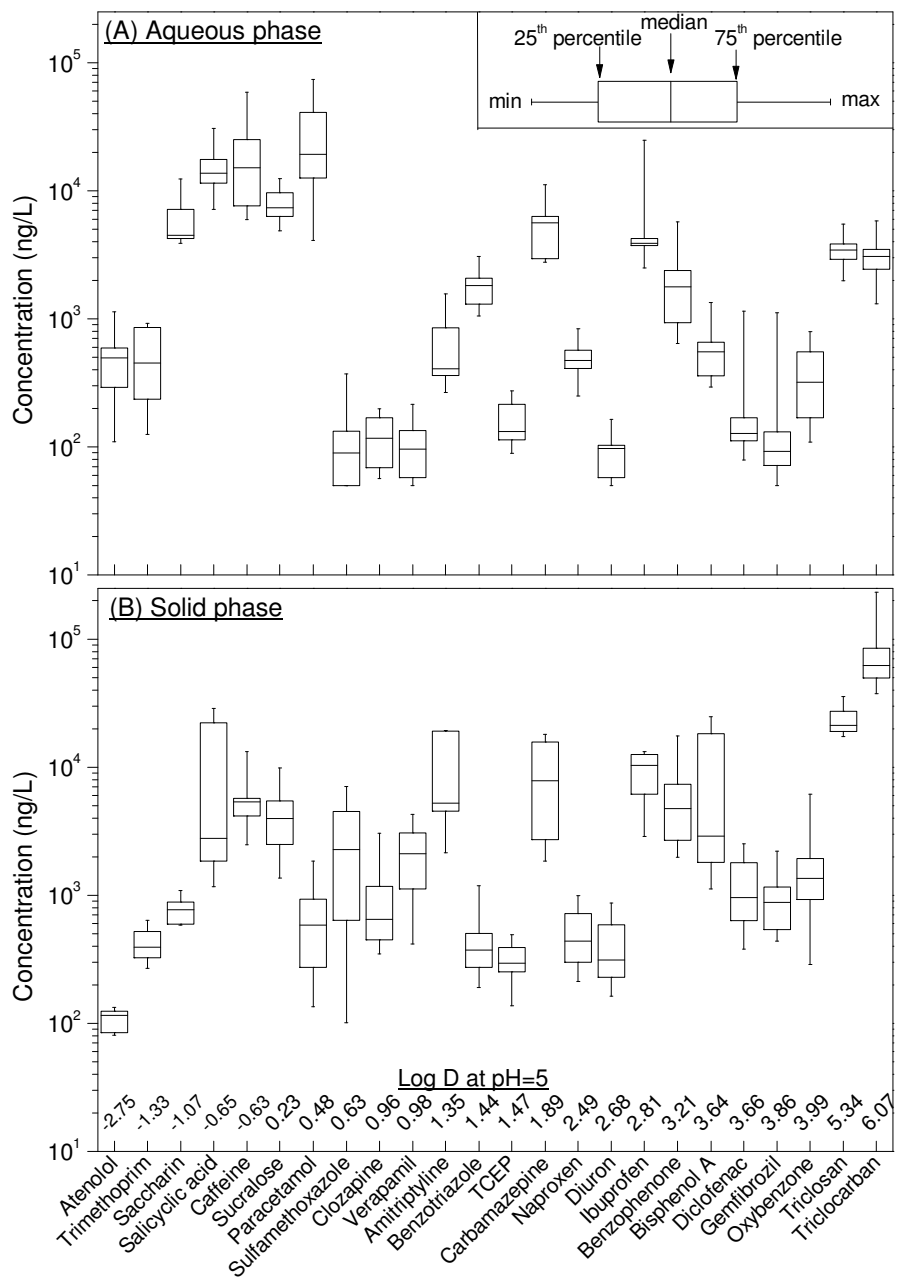 (A) Aqueous phase
25th percentile
median
75th percentile
min
max
Concentration (ng/L)
10^5
10^4
10^3
10^2
10^1
(B) Solid phase
Concentration (ng/L)
10^5
10^4
10^3
10^2
10^1
Log D at pH=5
-2.75
-1.33
-1.07
-0.65
-0.63
0.23
0.48
0.63
0.96
0.98
1.35
1.44
1.47
1.89
2.49
2.68
2.81
3.21
3.64
3.66
3.86
3.99
5.34
6.07
Atenolol
Trimethoprim
Saccharin
Salicyclic acid
Caffeine
Sucralose
Paracetamol
Sulfamethoxazole
Clozapine
Verapamil
Amitriptyline
Benzotriazole
TCEP
Carbamazepine
Naproxen
Diuron
Ibuprofen
Benzophenone
Bisphenol A
Diclofenac
Gemfibrozil
Oxybenzone
Triclosan
Triclocarban